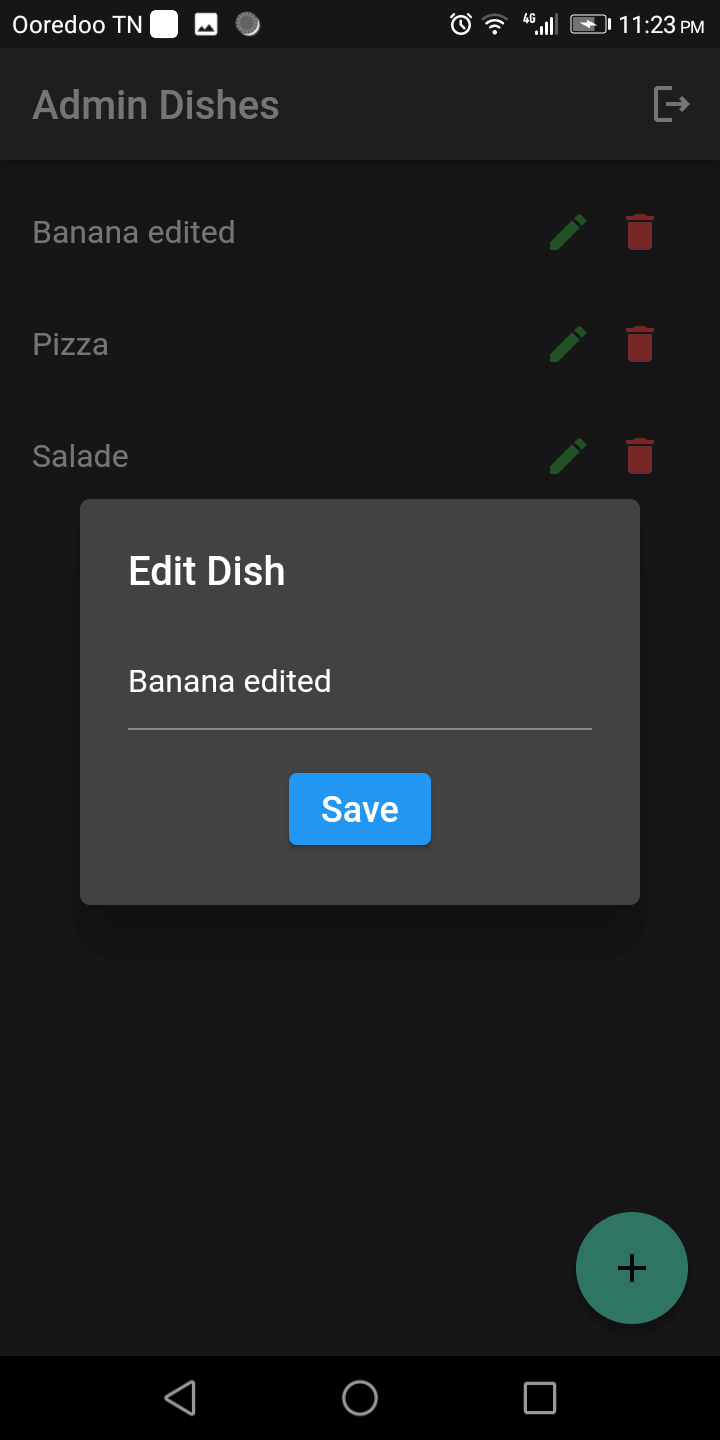 Ooredoo TN 4G 11:23 PM
Admin Dishes
Banana edited
Pizza
Salade
Edit Dish
Banana edited
Save